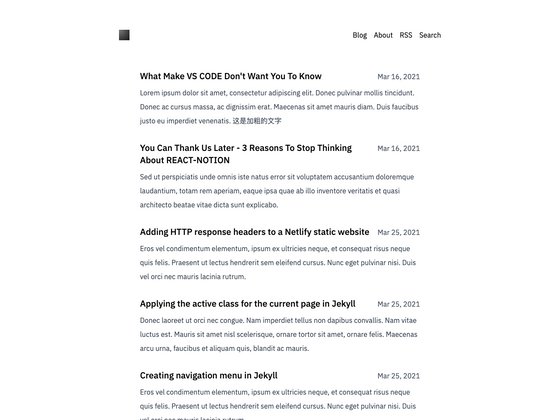 Blog About RSS Search
What Make VS CODE Don't Want You To Know Mar 16, 2021
Lorem ipsum dolor sit amet, consectetur adipiscing elit. Donec pulvinar mollis tincidunt.
Donec ac cursus massa, ac dignissim erat. Maecenas sit amet mauris diam. Duis faucibus
justo eu imperdiet venenatis. 这是加粗的文字
You Can Thank Us Later - 3 Reasons To Stop Thinking Mar 16, 2021
About REACT-NOTION
Sed ut perspiciatis unde omnis iste natus error sit voluptatem accusantium doloremque
laudantium, totam rem aperiam, eaque ipsa quae ab illo inventore veritatis et quasi
architecto beatae vitae dicta sunt explicabo.
Adding HTTP response headers to a Netlify static website Mar 25, 2021
Eros vel condimentum elementum, ipsum ex ultricies neque, et consequat risus neque
quis felis. Praesent ut lectus hendrerit sem eleifend cursus. Nunc eget pulvinar nisi. Duis
vel orci nec mauris lacinia rutrum.
Applying the active class for the current page in Jekyll Mar 25, 2021
Donec laoreet ut orci nec congue. Nam imperdiet tellus non dapibus convallis. Nam vitae
luctus est. Mauris sit amet nisl scelerisque, ornare tortor sit amet, ornare felis. Maecenas
arcu urna, faucibus et aliquam quis, blandit ac mauris.
Creating navigation menu in Jekyll Mar 25, 2021
Eros vel condimentum elementum, ipsum ex ultricies neque, et consequat risus neque
quis felis. Praesent ut lectus hendrerit sem eleifend cursus. Nunc eget pulvinar nisi. Duis
vel orci nec mauris lacinia rutrum.